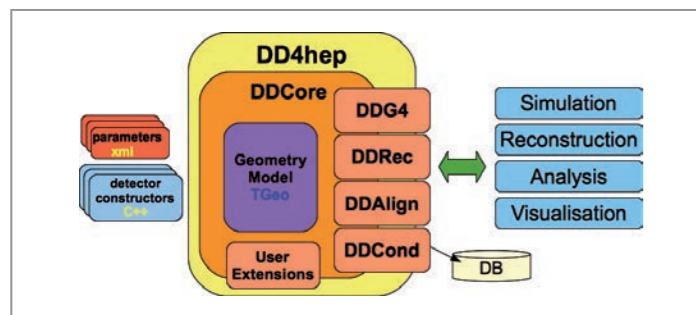 DD4hep
DDCore
parameters
xml
detector
constructors
C++
Geometry
Model
TGeo
User
Extensions
DDG4
DDRec
DDAlign
DDCond
DB
Simulation
Reconstruction
Analysis
Visualisation